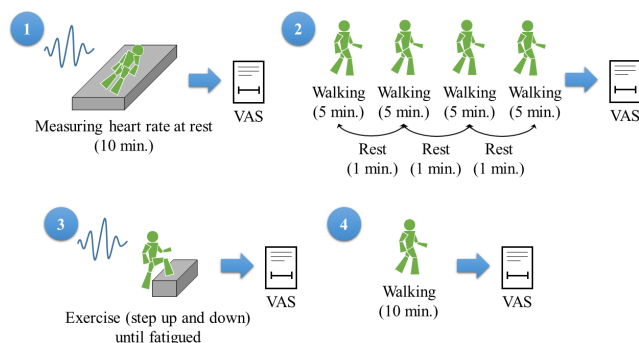 1
VAS
Measuring heart rate at rest
(10 min.)
2
Walking Walking Walking Walking
(5 min.) (5 min.) (5 min.) (5 min.)
VAS
Rest Rest Rest
(1 min.) (1 min.) (1 min.)
3
VAS
Exercise (step up and down)
until fatigued
4
Walking
(10 min.)
VAS